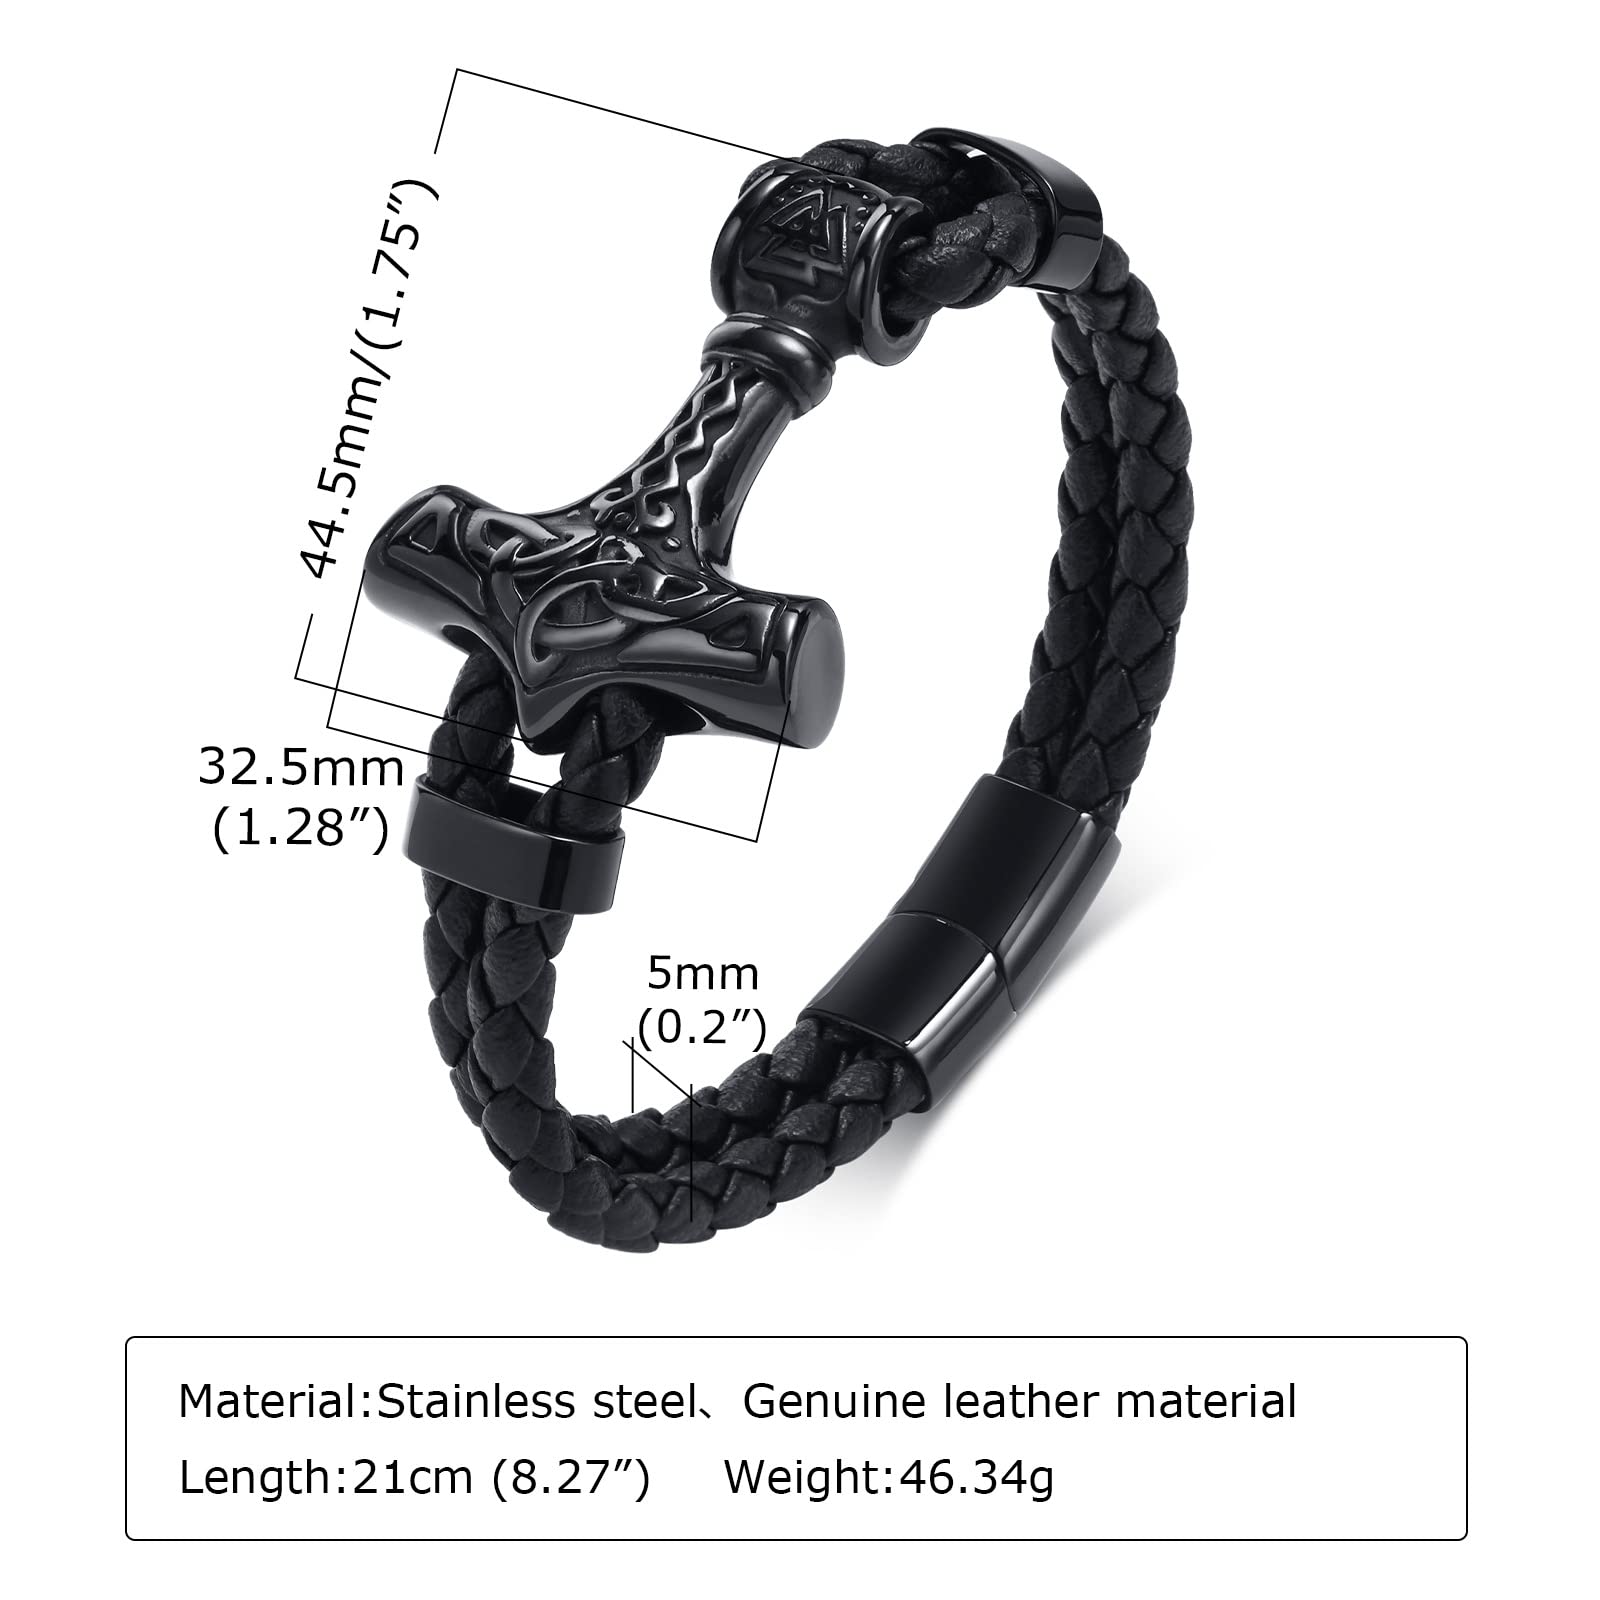 44.5mm/(1.75”)
32.5mm
(1.28”)
5mm
(0.2”)
Material:Stainless steel、Genuine leather material
Length:21cm (8.27”) Weight:46.34g